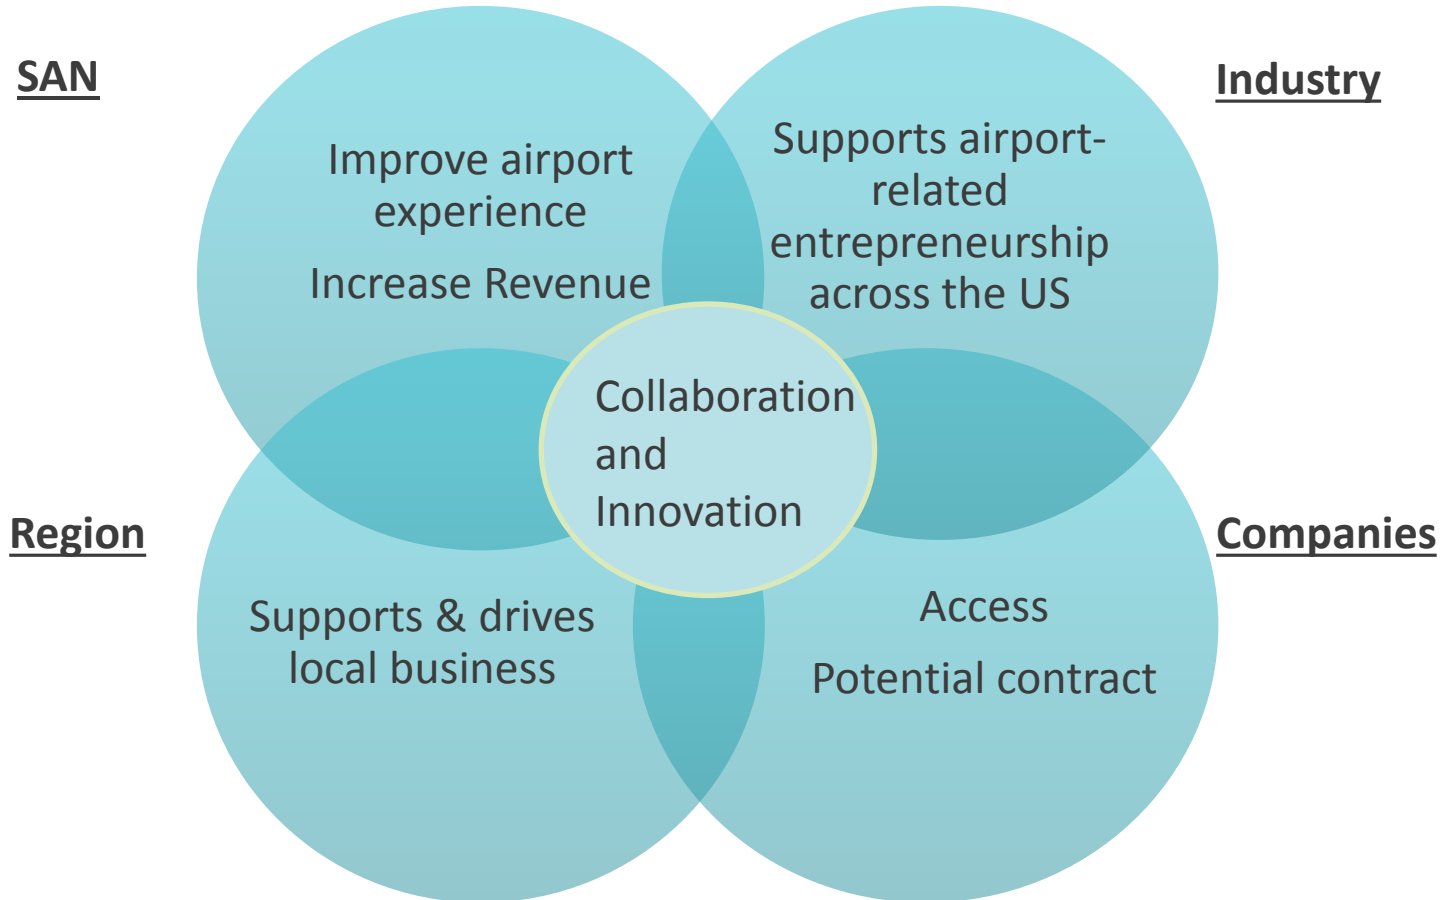 SAN
Improve airport
experience
Increase Revenue
Industry
Supports airport-
related
entrepreneurship
across the US
Collaboration
and
Innovation
Region
Supports & drives
local business
Companies
Access
Potential contract